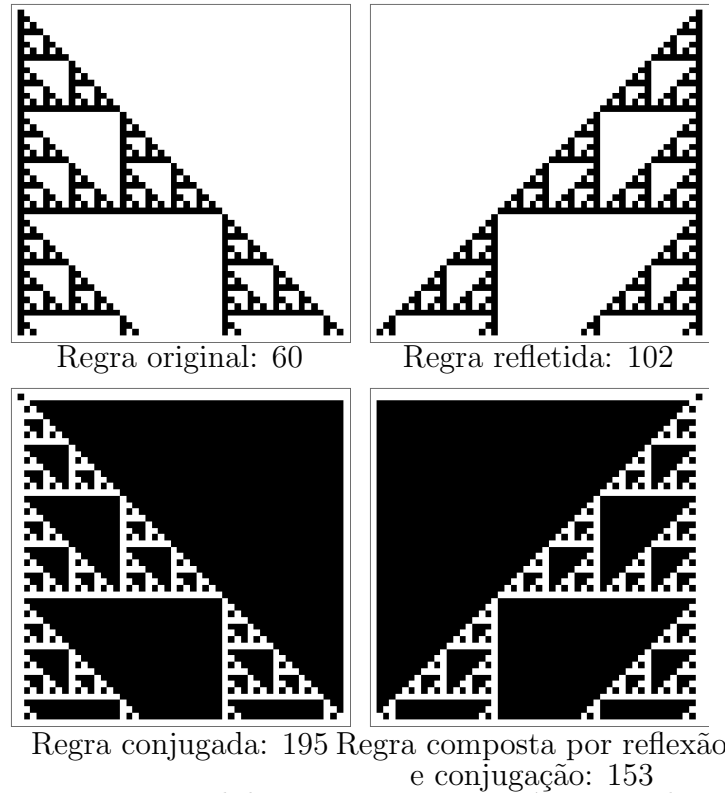 Regra original: 60
Regra refletida: 102
Regra conjugada: 195
Regra composta por reflexão
e conjugação: 153